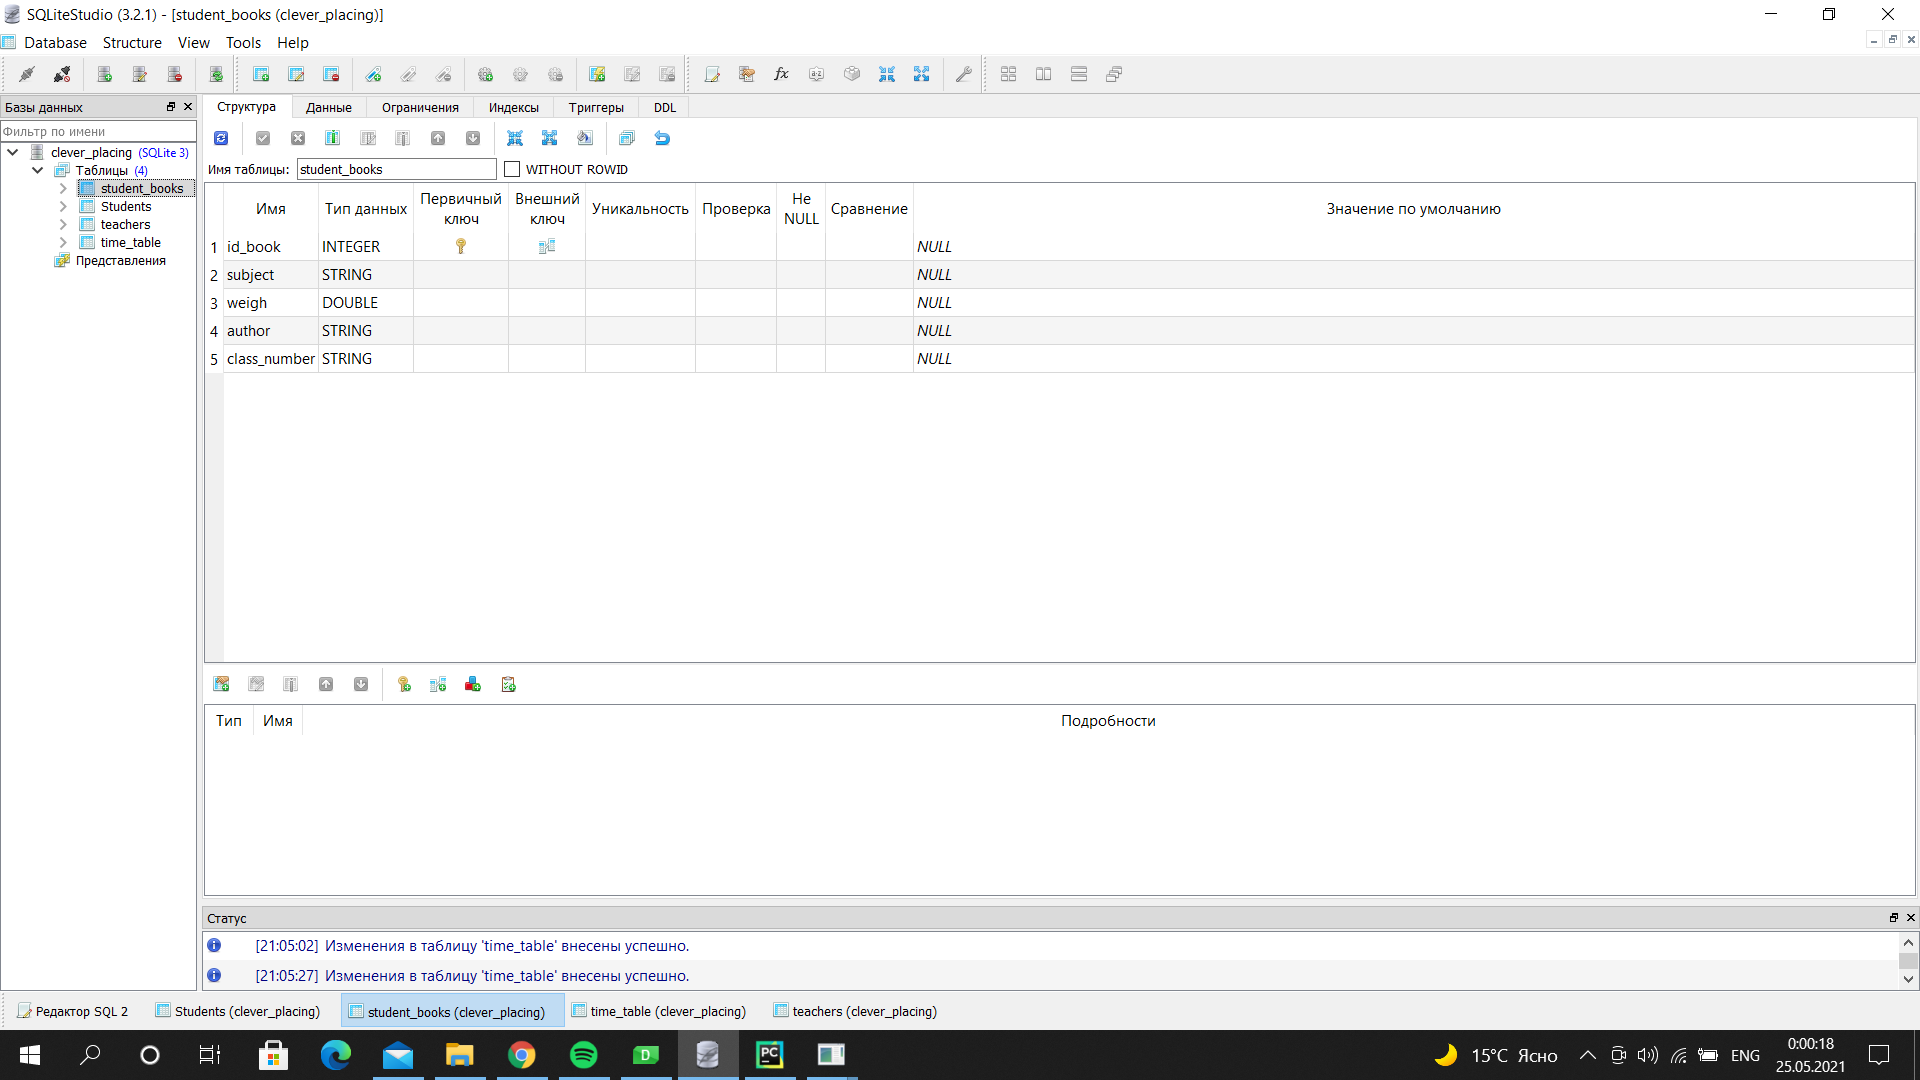 SQLiteStudio (3.2.1) - [student_books (clever_placing)]
Database Structure View Tools Help
Базы данных
Фильтр по имени
clever_placing (SQLite 3)
Таблицы (4)
student_books
Students
teachers
time_table
Представления
Структура Данные Ограничения Индексы Триггеры DDL
Имя таблицы: student_books WITHOUT ROWID
Имя Тип данных Первичный ключ Внешний ключ Уникальность Проверка Не NULL Сравнение Значение по умолчанию
1 id_book INTEGER NULL
2 subject STRING NULL
3 weigh DOUBLE NULL
4 author STRING NULL
5 class_number STRING NULL
Тип Имя Подробности
Статус
[21:05:02] Изменения в таблицу 'time_table' внесены успешно.
[21:05:27] Изменения в таблицу 'time_table' внесены успешно.
Редактор SQL 2 Students (clever_placing) student_books (clever_placing) time_table (clever_placing) teachers (clever_placing)
D PC 15°C Ясно ENG 0:00:18
25.05.2021